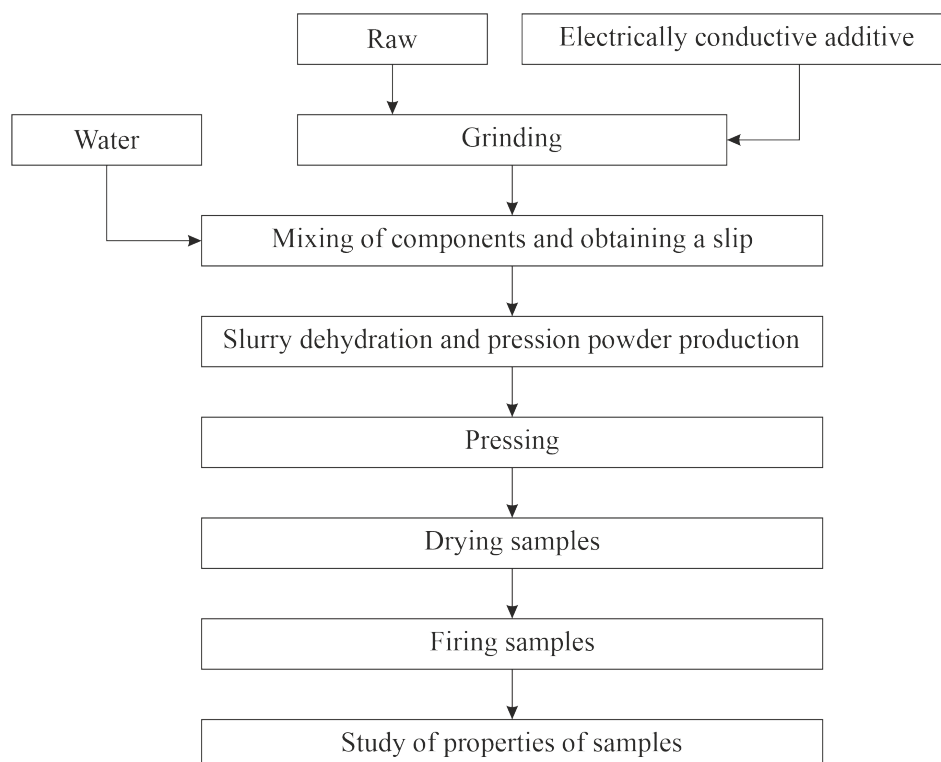 Raw
Electrically conductive additive
Water
Grinding
Mixing of components and obtaining a slip
Slurry dehydration and pression powder production
Pressing
Drying samples
Firing samples
Study of properties of samples